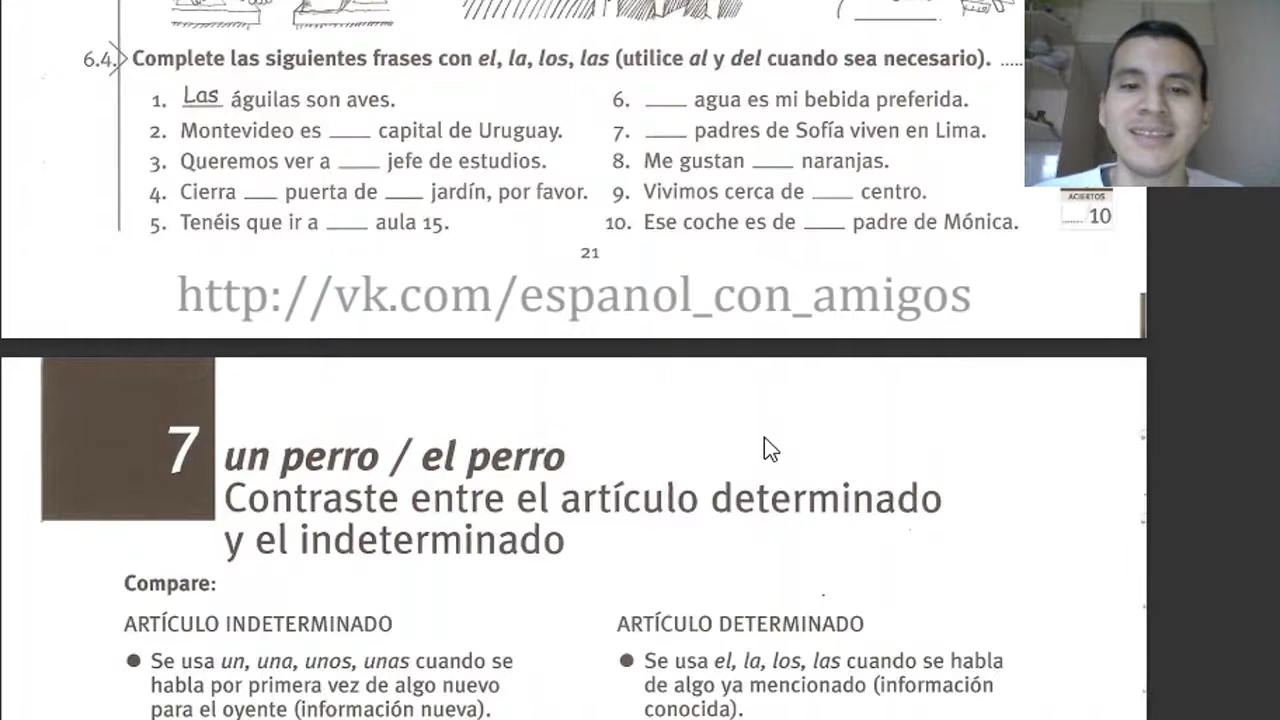 6.4. Complete las siguientes frases con el, la, los, las (utilice al y del cuando sea necesario). .....
1. Las águilas son aves.
2. Montevideo es ____ capital de Uruguay.
3. Queremos ver a ____ jefe de estudios.
4. Cierra ____ puerta de ____ jardín, por favor.
5. Tenéis que ir a ____ aula 15.
6. ____ agua es mi bebida preferida.
7. ____ padres de Sofía viven en Lima.
8. Me gustan ____ naranjas.
9. Vivimos cerca de ____ centro.
10. Ese coche es de ____ padre de Mónica.
ACIERTOS
..... 10
21
http://vk.com/espanol_con_amigos
7 un perro / el perro
Contraste entre el artículo determinado
y el indeterminado
Compare:
ARTÍCULO INDETERMINADO
● Se usa un, una, unos, unas cuando se
habla por primera vez de algo nuevo
para el oyente (información nueva).
ARTÍCULO DETERMINADO
● Se usa el, la, los, las cuando se habla
de algo ya mencionado (información
conocida).